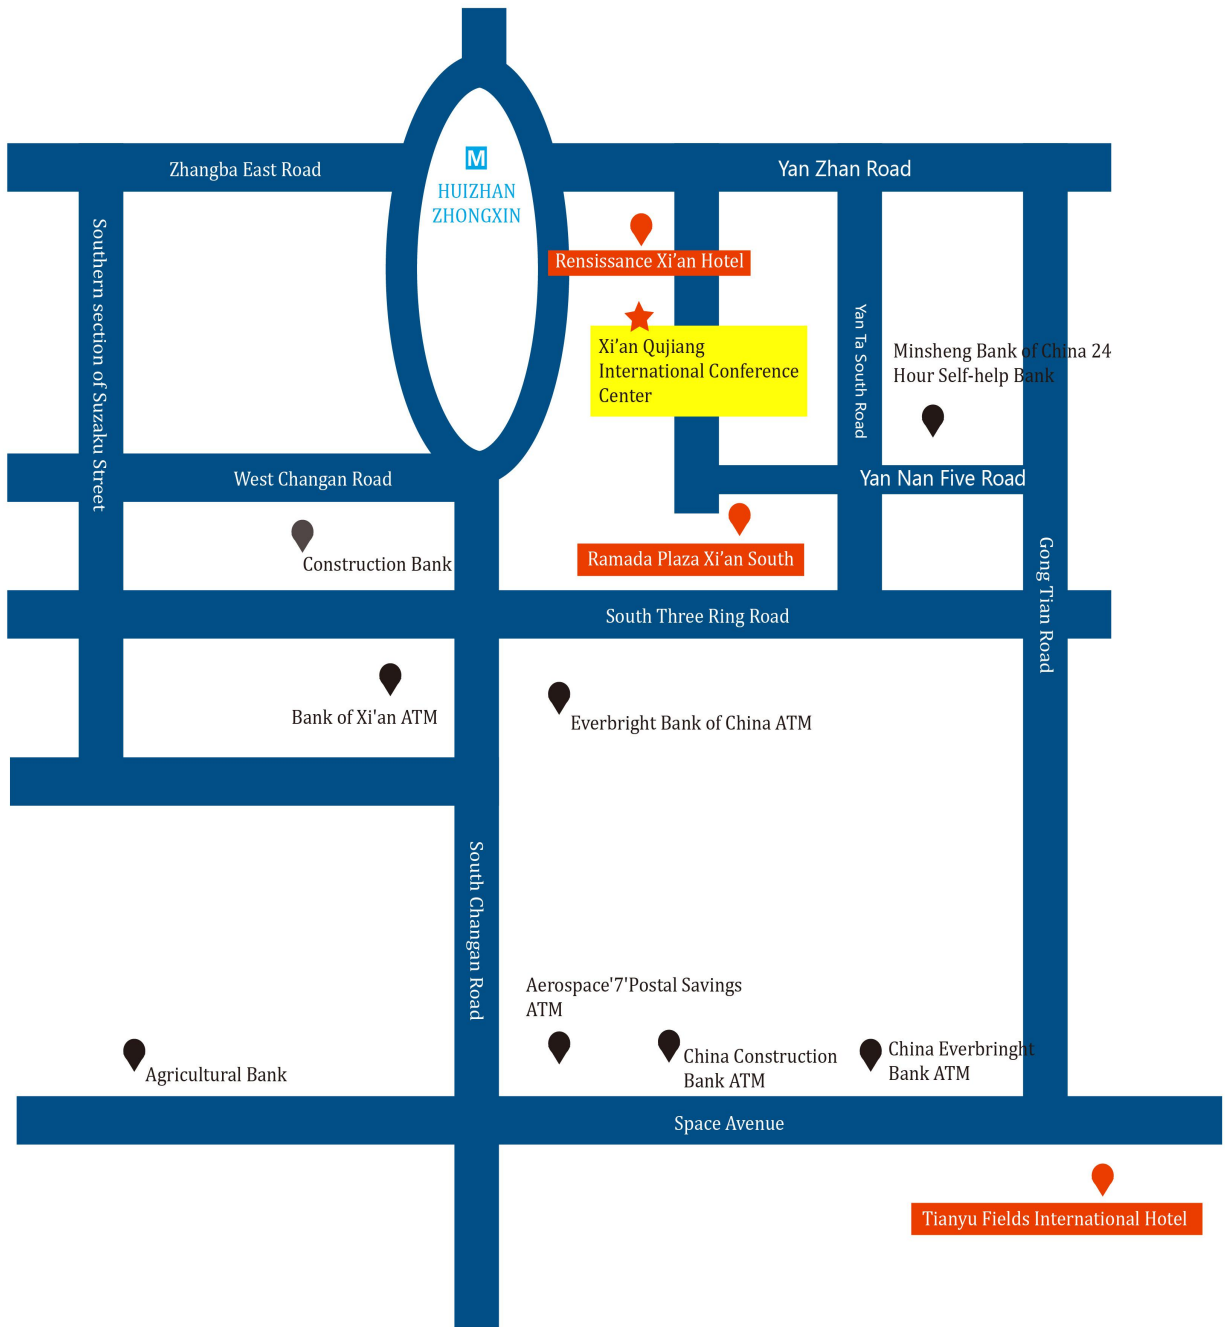 Zhangba East Road
M
HUIZHAN
ZHONGXIN
Yan Zhan Road
Southern section of Suzaku Street
Rensissance Xi’an Hotel
Xi’an Qujiang
International Conference
Center
Yan Ta South Road
Minsheng Bank of China 24
Hour Self-help Bank
West Changan Road
Yan Nan Five Road
Construction Bank
Ramada Plaza Xi’an South
Gong Tian Road
South Three Ring Road
Bank of Xi'an ATM
Everbright Bank of China ATM
South Changan Road
Aerospace'7'Postal Savings
ATM
China Construction
Bank ATM
China Everbringht
Bank ATM
Agricultural Bank
Space Avenue
Tianyu Fields International Hotel